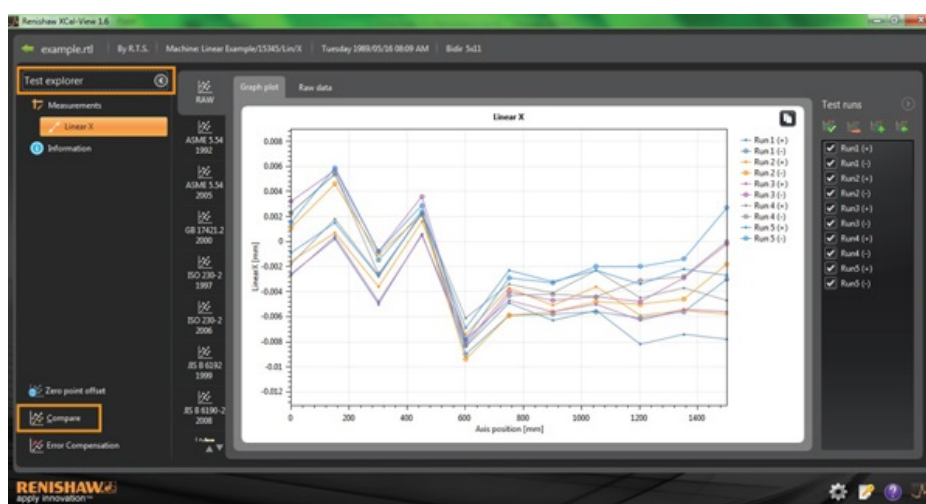 Renishaw XCal-View 1.6
example.rtl
By R.T.S.
Machine: Linear Example/15345/Lin/X
Tuesday 1989/05/16 08:09 AM
Bidir 5x11
Test explorer
Measurements
Linear X
Information
Zero point offset
Compare
Error Compensation
RAW
ASME 5.54
1992
ASME 5.54
2005
GB 17421.2
2000
ISO 230-2
1997
ISO 230-2
2006
JIS B 6192
1999
JIS B 6190-2
2008
Graph plot
Raw data
Linear X
0.008
0.006
0.004
0.002
0
-0.002
-0.004
-0.006
-0.008
-0.01
-0.012
LinearX [mm]
0
200
400
600
800
1000
1200
1400
Axis position [mm]
Run 1 (+)
Run 1 (-)
Run 2 (+)
Run 2 (-)
Run 3 (+)
Run 3 (-)
Run 4 (+)
Run 4 (-)
Run 5 (+)
Run 5 (-)
Test runs
Run1 (+)
Run1 (-)
Run2 (+)
Run2 (-)
Run3 (+)
Run3 (-)
Run4 (+)
Run4 (-)
Run5 (+)
Run5 (-)
RENISHAW
apply innovation™